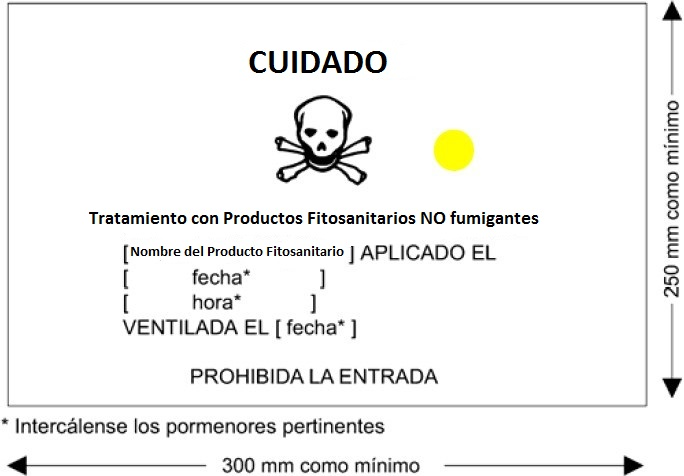 CUIDADO
Tratamiento con Productos Fitosanitarios NO fumigantes
[Nombre del Producto Fitosanitario ] APLICADO EL
[ fecha* ]
[ hora* ]
VENTILADA EL [ fecha* ]
PROHIBIDA LA ENTRADA
250 mm como mínimo
* Intercálense los pormenores pertinentes
300 mm como mínimo